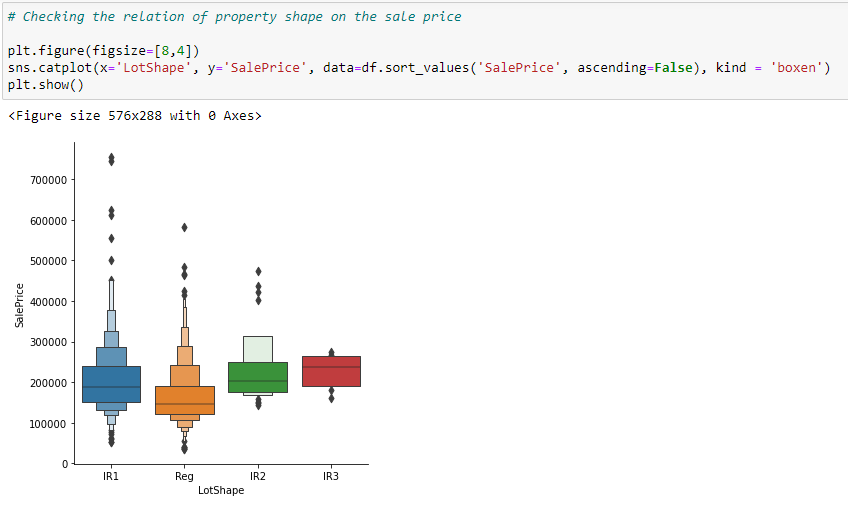 # Checking the relation of property shape on the sale price
plt.figure(figsize=[8,4])
sns.catplot(x='LotShape', y='SalePrice', data=df.sort_values('SalePrice', ascending=False), kind = 'boxen')
plt.show()
<Figure size 576x288 with 0 Axes>
700000
600000
500000
400000
300000
200000
100000
0
SalePrice
IR1 Reg IR2 IR3
LotShape